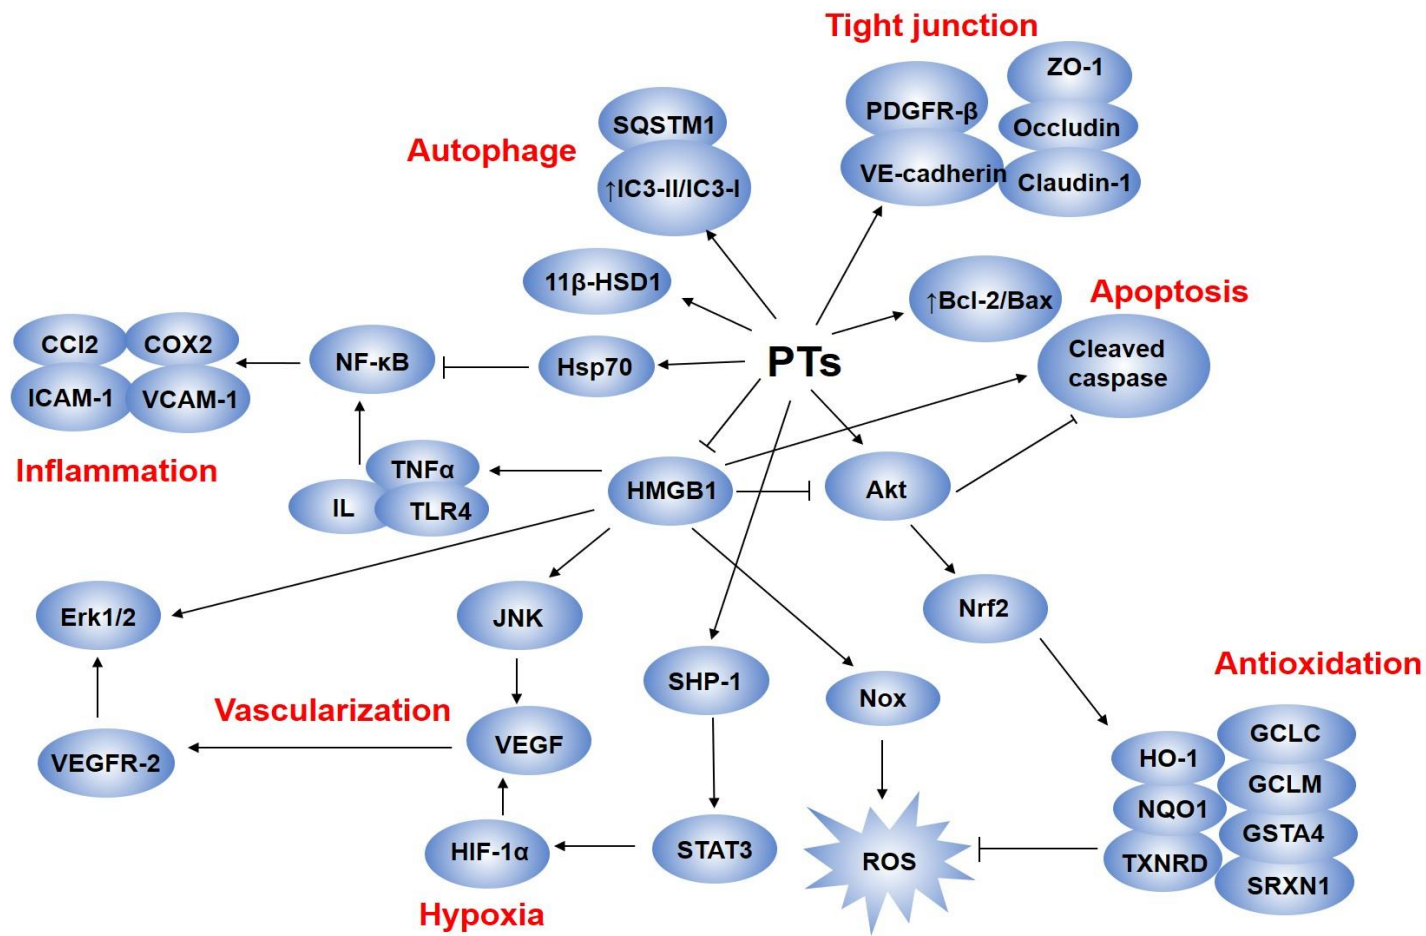 Tight junction
ZO-1
PDGFR-β
Occludin
VE-cadherin
Claudin-1
SQSTM1
Autophage
↑IC3-II/IC3-I
11β-HSD1
↑Bcl-2/Bax
Apoptosis
Cleaved
caspase
CCl2
COX2
ICAM-1
VCAM-1
NF-κB
Hsp70
PTs
Inflammation
TNFα
IL
TLR4
HMGB1
Akt
Erk1/2
JNK
Nrf2
SHP-1
Nox
Antioxidation
Vascularization
VEGFR-2
VEGF
HO-1
GCLC
NQO1
GCLM
TXNRD
GSTA4
SRXN1
HIF-1α
STAT3
ROS
Hypoxia